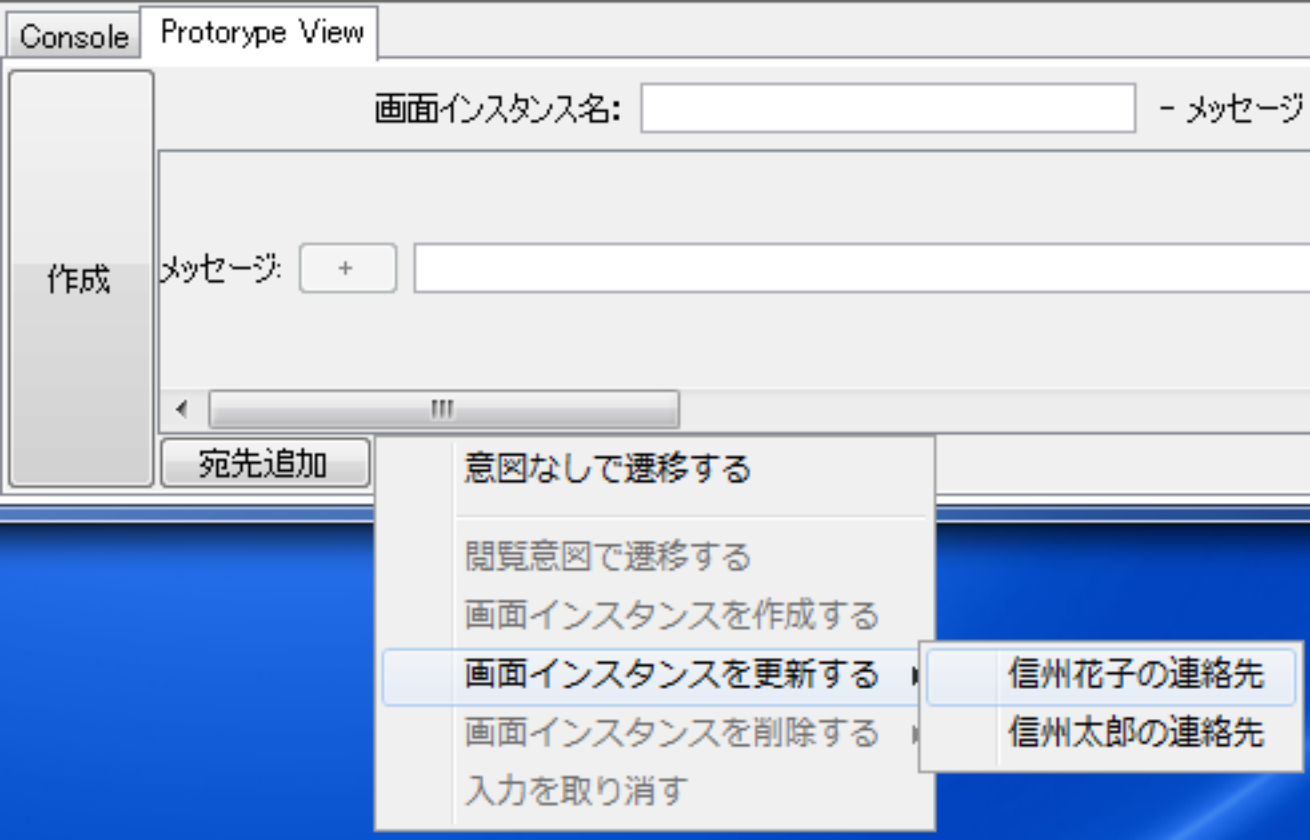 Console
Protorype View
画面インスタンス名:
- メッセージ
作成
メッセージ:
+
宛先追加
意図なしで遷移する
閲覧意図で遷移する
画面インスタンスを作成する
画面インスタンスを更新する
信州花子の連絡先
画面インスタンスを削除する
信州太郎の連絡先
入力を取り消す